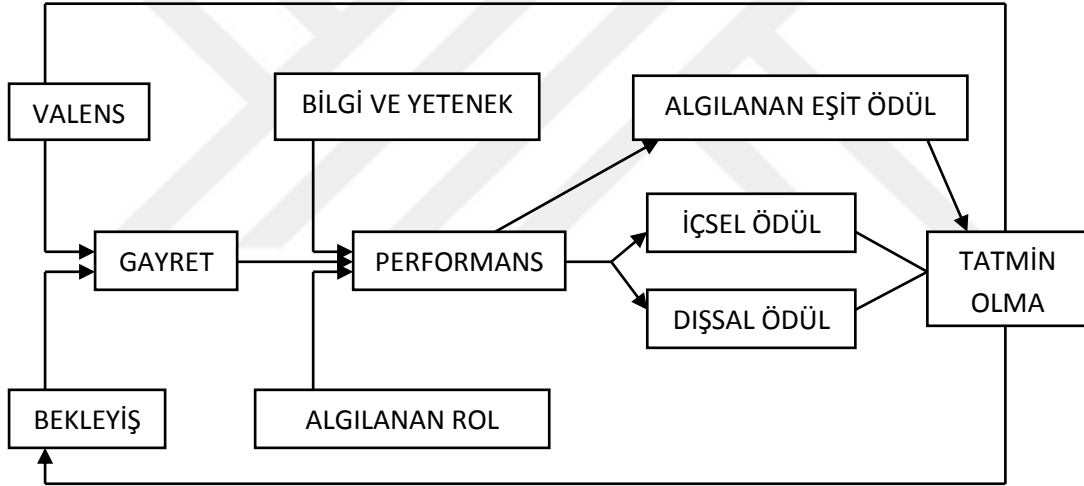 VALENS
BİLGİ VE YETENEK
ALGILANAN EŞİT ÖDÜL
GAYRET
PERFORMANS
İÇSEL ÖDÜL
DIŞSAL ÖDÜL
TATMİN
OLMA
BEKLEYİŞ
ALGILANAN ROL